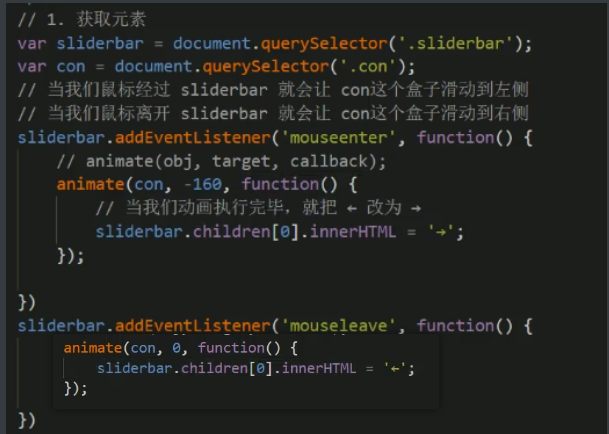 // 1. 获取元素
var sliderbar = document.querySelector('.sliderbar');
var con = document.querySelector('.con');
// 当我们鼠标经过 sliderbar 就会让 con这个盒子滑动到左侧
// 当我们鼠标离开 sliderbar 就会让 con这个盒子滑动到右侧
sliderbar.addEventListener('mouseenter', function() {
// animate(obj, target, callback);
animate(con, -160, function() {
// 当我们动画执行完毕，就把 ← 改为 →
sliderbar.children[0].innerHTML = '→';
});
})
sliderbar.addEventListener('mouseleave', function() {
animate(con, 0, function() {
sliderbar.children[0].innerHTML = '←';
});
})